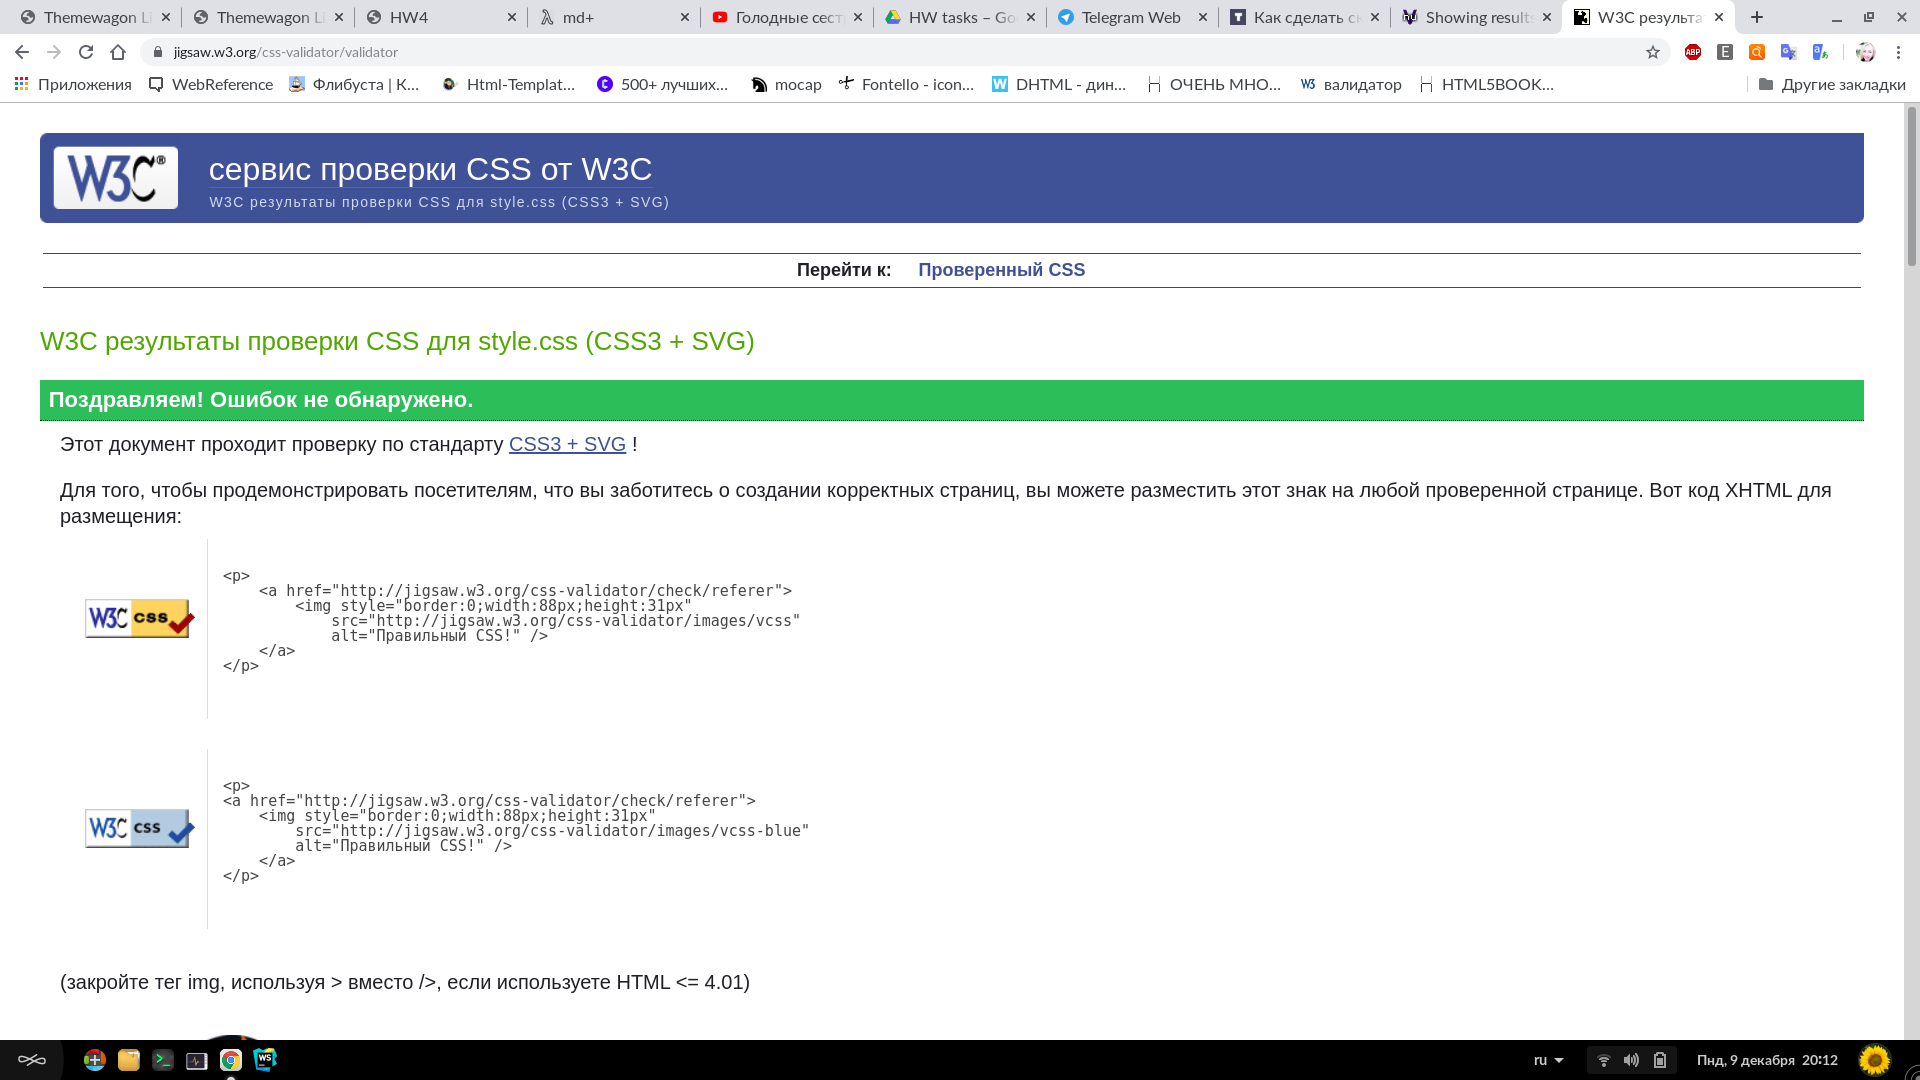 Themewagon Li
Themewagon Li
HW4
md+
Голодные сест
HW tasks – Goo
Telegram Web
Как сделать св
Showing results
W3C результат
jigsaw.w3.org/css-validator/validator
Приложения
WebReference
Флибуста | К...
Html-Templat...
500+ лучших...
mocap
Fontello - icon...
DHTML - дин...
ОЧЕНЬ МНО...
валидатор
HTML5BOOK...
Другие закладки
W3C®
сервис проверки CSS от W3C
W3C результаты проверки CSS для style.css (CSS3 + SVG)
Перейти к: Проверенный CSS
W3C результаты проверки CSS для style.css (CSS3 + SVG)
Поздравляем! Ошибок не обнаружено.
Этот документ проходит проверку по стандарту CSS3 + SVG !
Для того, чтобы продемонстрировать посетителям, что вы заботитесь о создании корректных страниц, вы можете разместить этот знак на любой проверенной странице. Вот код XHTML для
размещения:
W3C css
<p>
<a href="http://jigsaw.w3.org/css-validator/check/referer">
<img style="border:0;width:88px;height:31px"
src="http://jigsaw.w3.org/css-validator/images/vcss"
alt="Правильный CSS!" />
</a>
</p>
W3C css
<p>
<a href="http://jigsaw.w3.org/css-validator/check/referer">
<img style="border:0;width:88px;height:31px"
src="http://jigsaw.w3.org/css-validator/images/vcss-blue"
alt="Правильный CSS!" />
</a>
</p>
(закройте тег img, используя > вместо />, если используете HTML <= 4.01)
ru
Пнд, 9 декабря 20:12